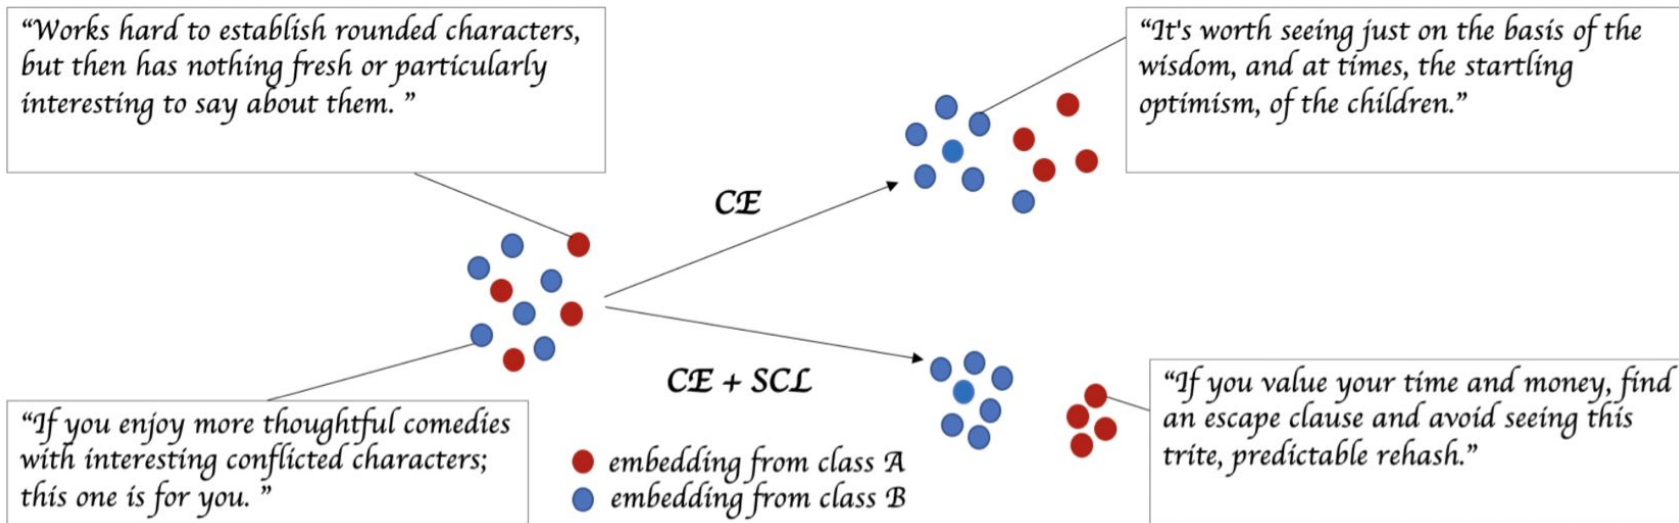 “Works hard to establish rounded characters,
but then has nothing fresh or particularly
interesting to say about them. ”
“It's worth seeing just on the basis of the
wisdom, and at times, the startling
optimism, of the children.”
CE
CE + SCL
“If you enjoy more thoughtful comedies
with interesting conflicted characters;
this one is for you. ”
“If you value your time and money, find
an escape clause and avoid seeing this
trite, predictable rehash.”
embedding from class A
embedding from class B